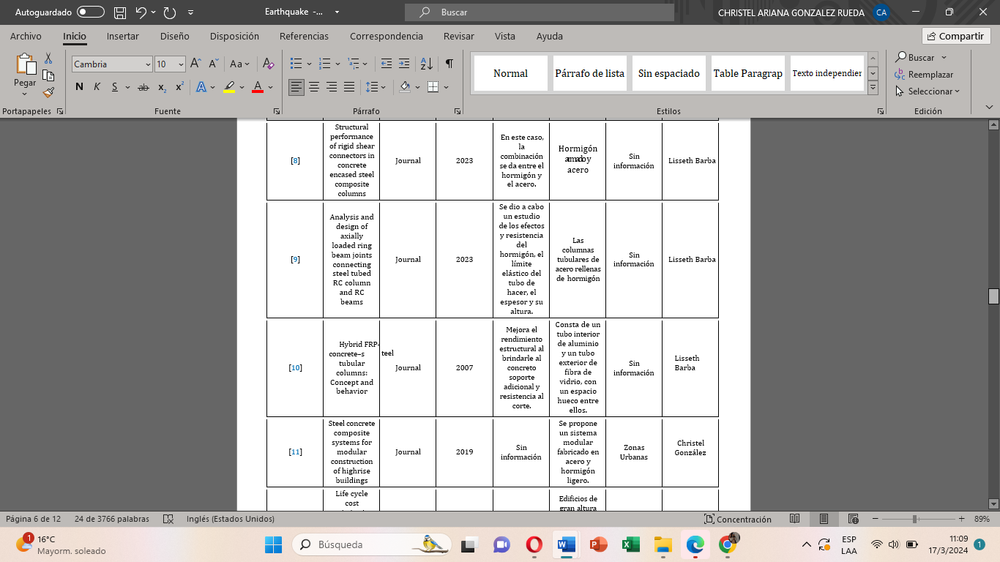 Autoguardado
Earthquake -...
Buscar
CHRISTEL ARIANA GONZALEZ RUEDA
CA
Archivo
Inicio
Insertar
Diseño
Disposición
Referencias
Correspondencia
Revisar
Vista
Ayuda
Compartir
Pegar
Cambria
10
Aa
N K S ab x₂ x²
Normal
Párrafo de lista
Sin espaciado
Table Paragrap
Texto independien
Buscar
Reemplazar
Seleccionar
Portapapeles
Fuente
Párrafo
Estilos
Edición
[8]
Structural
performance
of rigid shear
connectors in
concrete
encased steel
composite
columns
Journal
2023
En este caso,
la
combinación
se da entre el
hormigón y
el acero.
Hormigón
acero
Sin
información
Lisseth Barba
[9]
Analysis and
design of
axially
loaded ring
beam joints
connecting
steel tubed
RC column
and RC
beams
Journal
2023
Se dio a cabo
un estudio
de los efectos
y resistencia
del
hormigón, el
límite
elástico del
tubo de
hacer, el
espesor y su
altura.
Las
columnas
tubulares de
acero rellenas
de hormigón
Sin
información
Lisseth Barba
[10]
Hybrid FRP-
concrete–s teel
tubular
columns:
Concept and
behavior
Journal
2007
Mejora el
rendimiento
estructural al
brindarle al
concreto
soporte
adicional y
resistencia al
corte.
Consta de un
tubo interior
de aluminio
y un tubo
exterior de
fibra de
vidrio, con
un espacio
hueco entre
ellos.
Sin
información
Lisseth
Barba
[11]
Steel concrete
composite
systems for
modular
construction
of highrise
buildings
Journal
2019
Sin
información
Se propone
un sistema
modular
fabricado en
acero y
hormigón
ligero.
Zonas
Urbanas
Christel
González
Life cycle
cost
Edificios de
gran altura
Página 6 de 12
24 de 3766 palabras
Inglés (Estados Unidos)
Concentración
89%
1
16°C
Mayorm. soleado
Búsqueda
ESP
LAA
11:09
17/3/2024
1